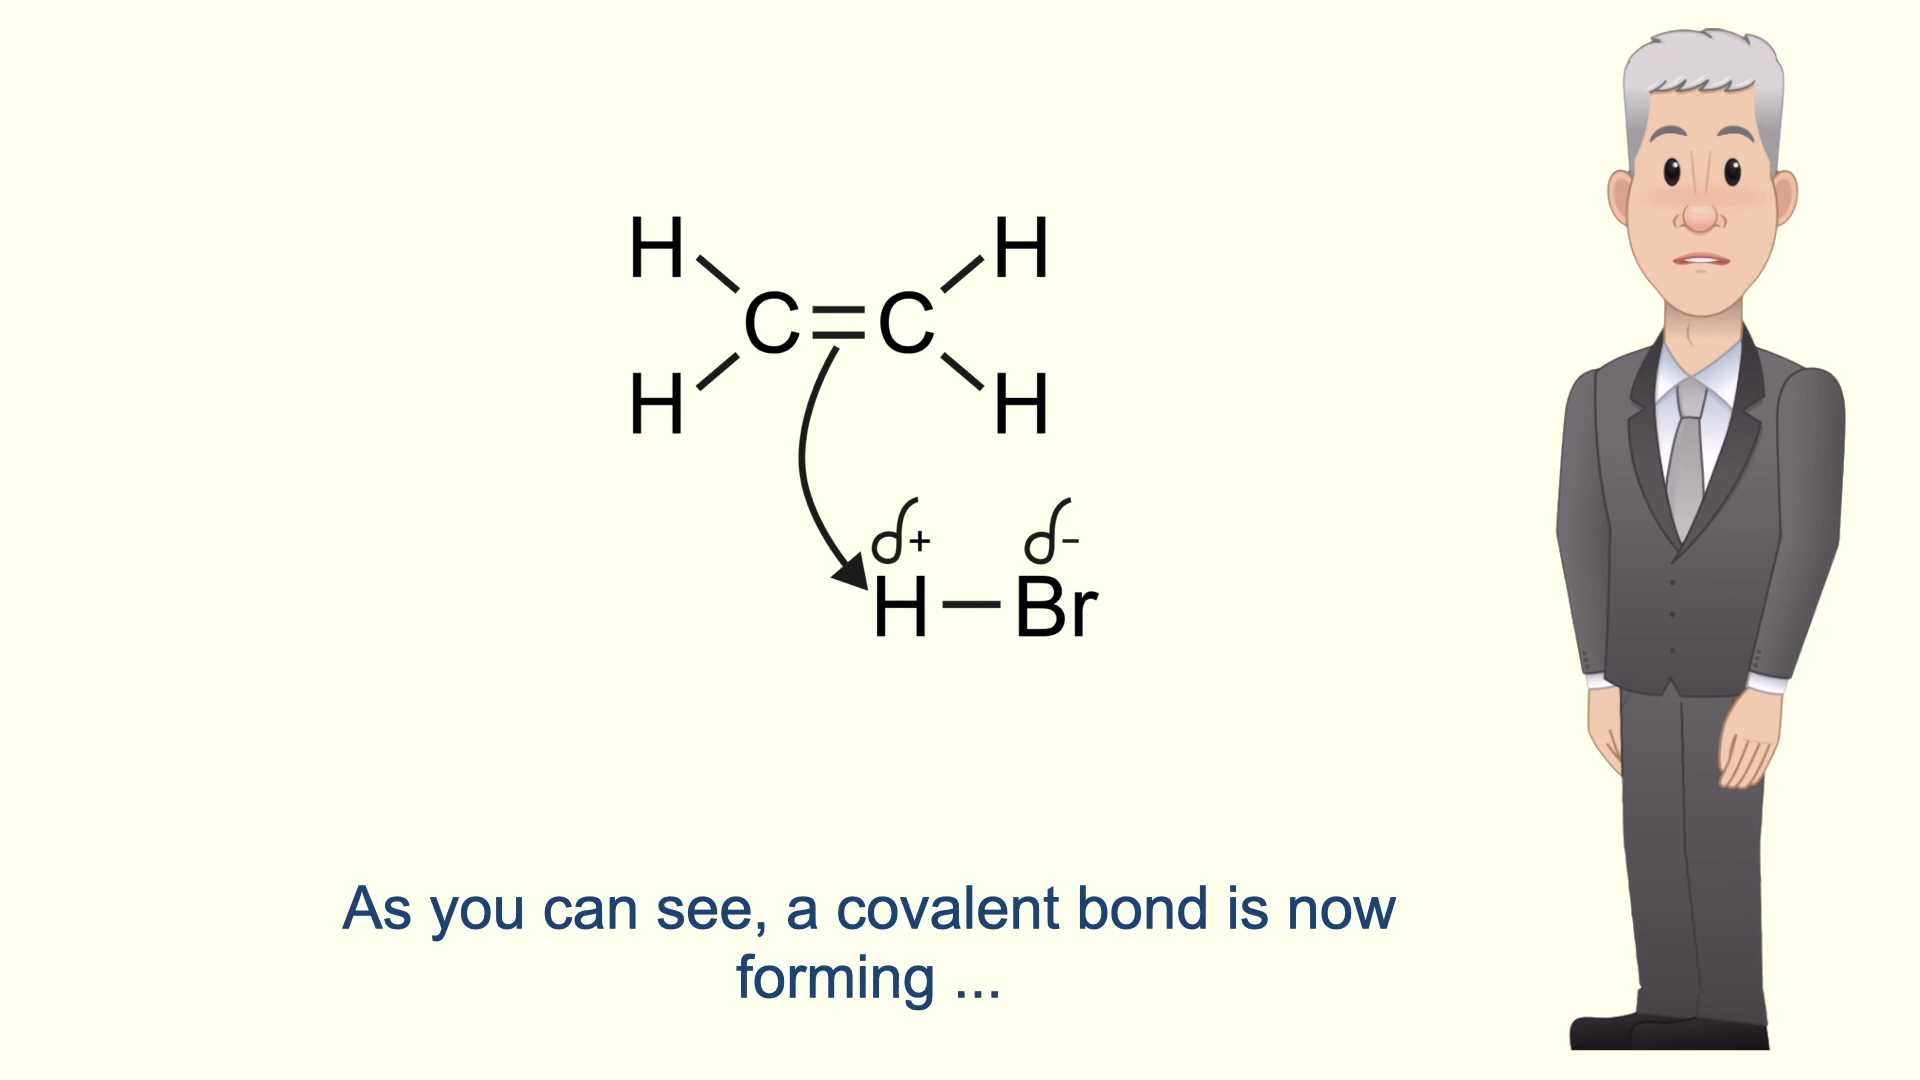 H H
C=C
H H
δ+ δ-
H—Br
As you can see, a covalent bond is now
forming ...